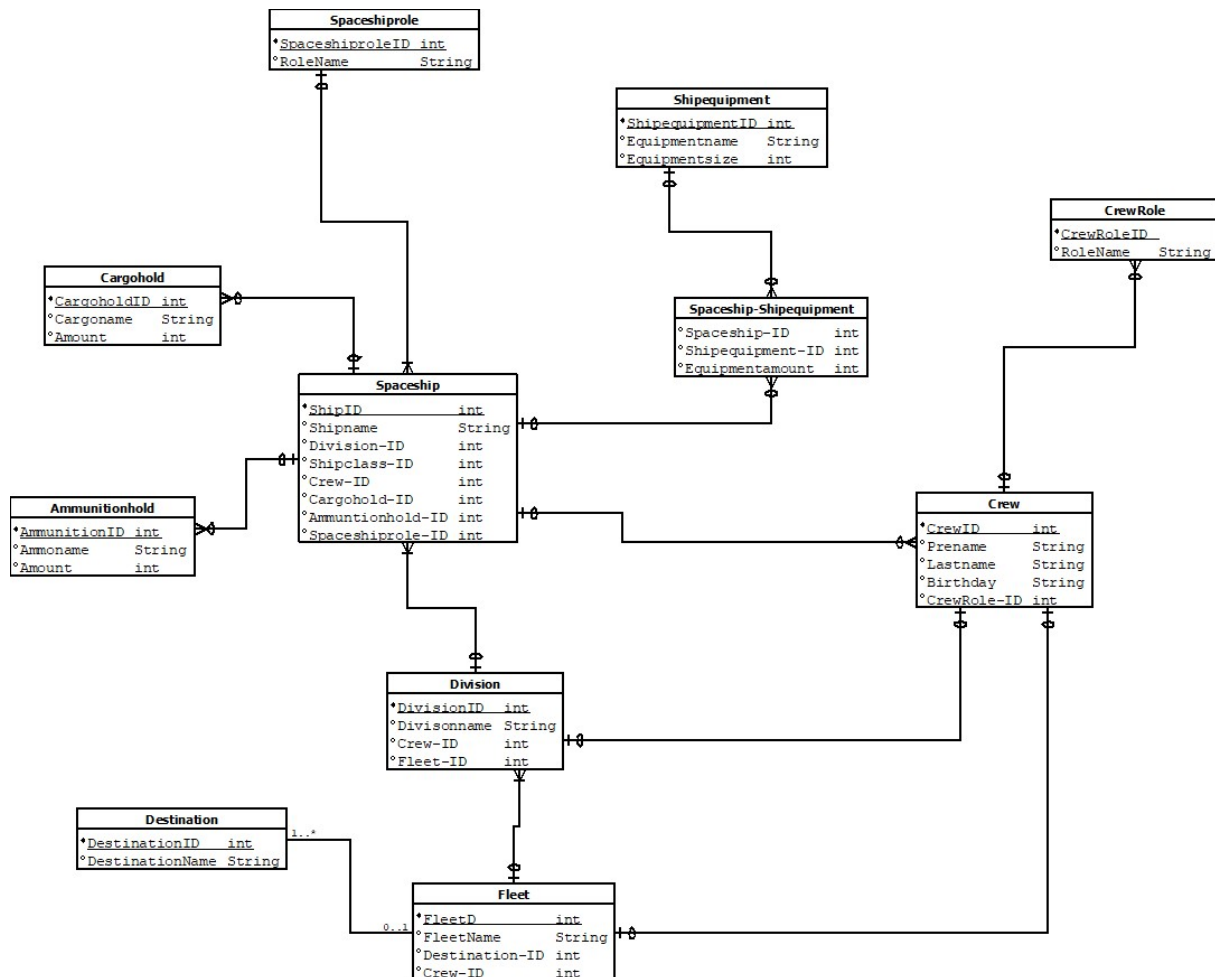 Spaceshiprole
SpaceshiproleID int
RoleName String
Shipequipment
ShipequipmentID int
Equipmentname String
Equipmentsize int
CrewRole
CrewRoleID
RoleName String
Cargohold
CargoholdID int
Cargoname String
Amount int
Spaceship-Shipequipment
Spaceship-ID int
Shipequipment-ID int
Equipmentamount int
Spaceship
ShipID int
Shipname String
Division-ID int
Shipclass-ID int
Crew-ID int
Cargohold-ID int
Ammuntionhold-ID int
Spaceshiprole-ID int
Ammunitionhold
AmmunitionID int
Ammoname String
Amount int
Crew
CrewID int
Prename String
Lastname String
Birthday String
CrewRole-ID int
Division
DivisionID int
Divisonname String
Crew-ID int
Fleet-ID int
Destination
DestinationID int
DestinationName String
1..*
0..1
Fleet
FleetD int
FleetName String
Destination-ID int
Crew-ID int